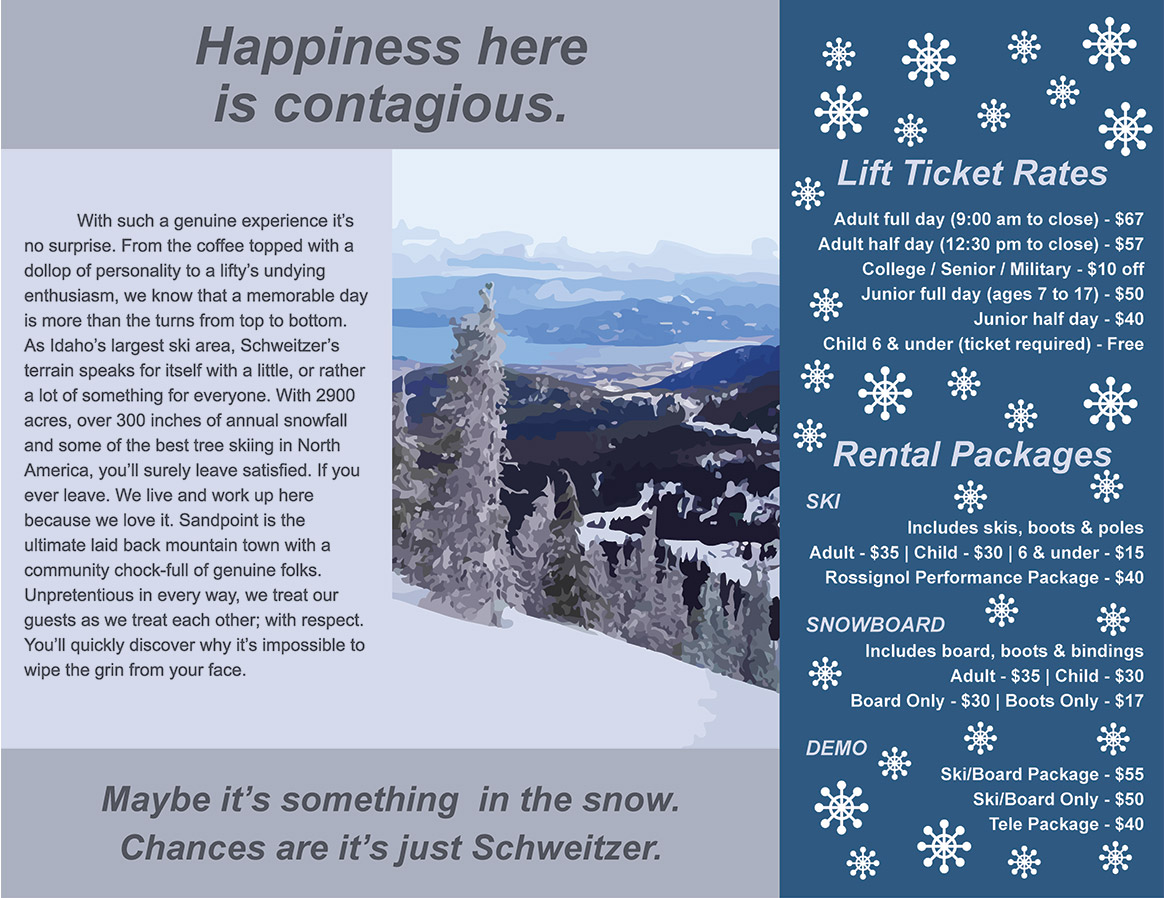 Happiness here
is contagious.
With such a genuine experience it's
no surprise. From the coffee topped with a
dollop of personality to a lifty's undying
enthusiasm, we know that a memorable day
is more than the turns from top to bottom.
As Idaho's largest ski area, Schweitzer's
terrain speaks for itself with a little, or rather
a lot of something for everyone. With 2900
acres, over 300 inches of annual snowfall
and some of the best tree skiing in North
America, you'll surely leave satisfied. If you
ever leave. We live and work up here
because we love it. Sandpoint is the
ultimate laid back mountain town with a
community chock-full of genuine folks.
Unpretentious in every way, we treat our
guests as we treat each other; with respect.
You'll quickly discover why it's impossible to
wipe the grin from your face.
Maybe it's something  in the snow.
Chances are it's just Schweitzer.
Lift Ticket Rates
Adult full day (9:00 am to close) - $67
Adult half day (12:30 pm to close) - $57
College / Senior / Military - $10 off
Junior full day (ages 7 to 17) - $50
Junior half day - $40
Child 6 & under (ticket required) - Free
Rental Packages
SKI
Includes skis, boots & poles
Adult - $35 | Child - $30 | 6 & under - $15
Rossignol Performance Package - $40
SNOWBOARD
Includes board, boots & bindings
Adult - $35 | Child - $30
Board Only - $30 | Boots Only - $17
DEMO
Ski/Board Package - $55
Ski/Board Only - $50
Tele Package - $40